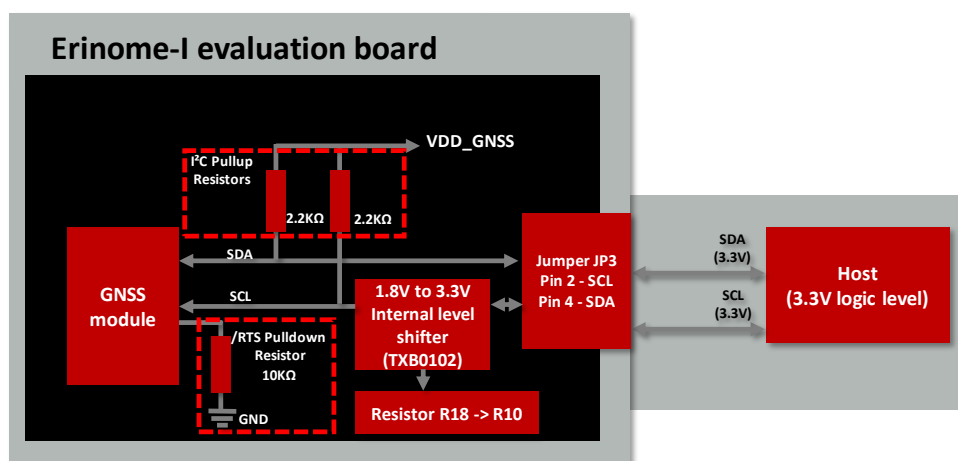 Erinome-I evaluation board
VDD_GNSS
I²C Pullup
Resistors
2.2KΩ
2.2KΩ
SDA
SCL
GNSS
module
1.8V to 3.3V
Internal level
shifter
(TXB0102)
Jumper JP3
Pin 2 - SCL
Pin 4 - SDA
SDA
(3.3V)
SCL
(3.3V)
Host
(3.3V logic level)
/RTS Pulldown
Resistor
10KΩ
GND
Resistor R18 -> R10